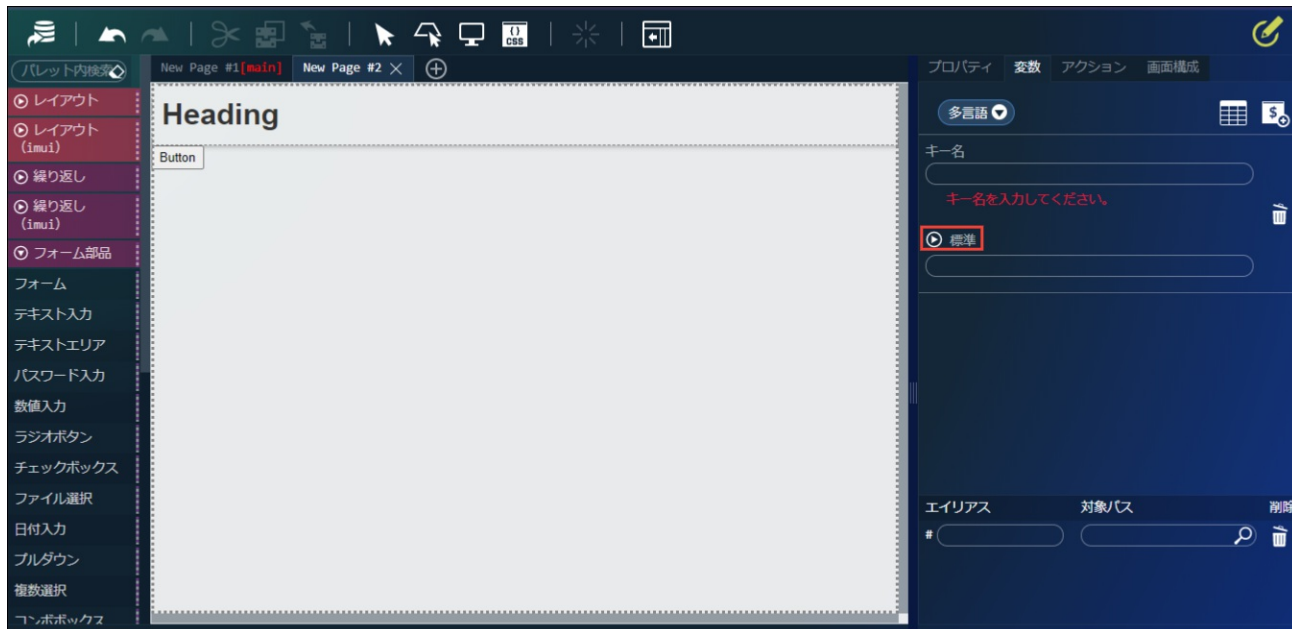 {} CSS
パレット内検索
New Page #1[main]
New Page #2
プロパティ
変数
アクション
画面構成
レイアウト
レイアウト
(imui)
繰り返し
繰り返し
(imui)
フォーム部品
フォーム
テキスト入力
テキストエリア
パスワード入力
数値入力
ラジオボタン
チェックボックス
ファイル選択
日付入力
プルダウン
複数選択
コンボボックス
Heading
Button
多言語
$
キー名
キー名を入力してください。
標準
エイリアス
対象パス
削除
#